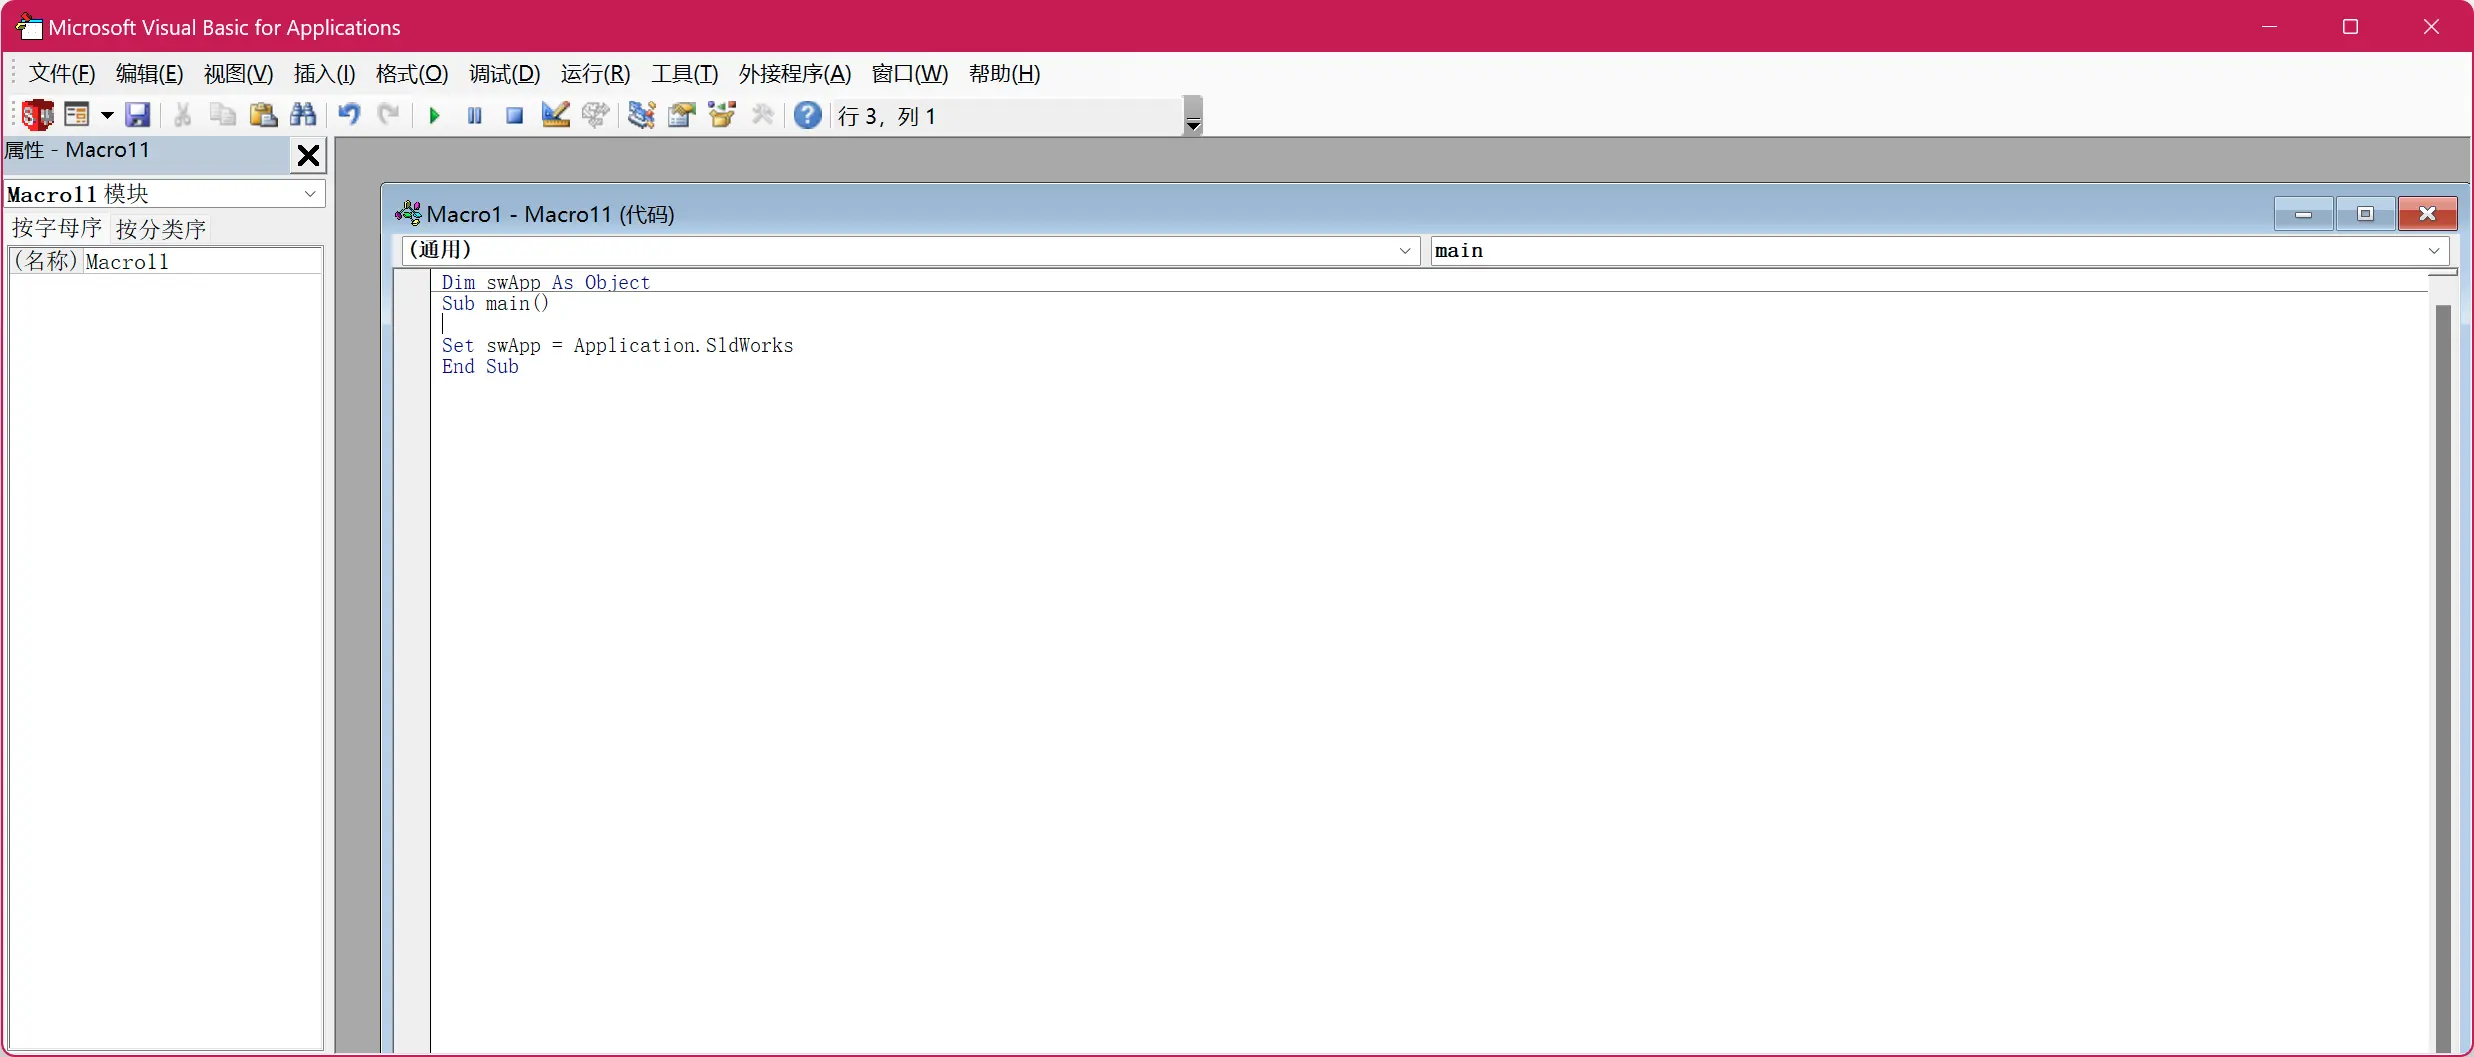 Microsoft Visual Basic for Applications
文件(F) 编辑(E) 视图(V) 插入(I) 格式(O) 调试(D) 运行(R) 工具(T) 外接程序(A) 窗口(W) 帮助(H)
行 3，列 1
属性 - Macro11
Macro11 模块
按字母序 按分类序
(名称) Macro11
Macro1 - Macro11 (代码)
(通用) main
Dim swApp As Object
Sub main()
Set swApp = Application.SldWorks
End Sub